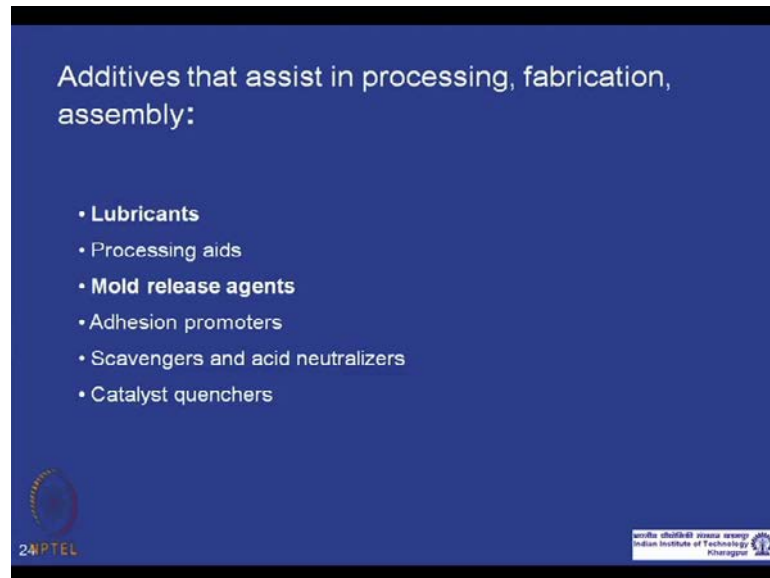 Additives that assist in processing, fabrication,
assembly:
• Lubricants
• Processing aids
• Mold release agents
• Adhesion promoters
• Scavengers and acid neutralizers
• Catalyst quenchers
24
NPTEL
Indian Institute of Technology
Kharagpur